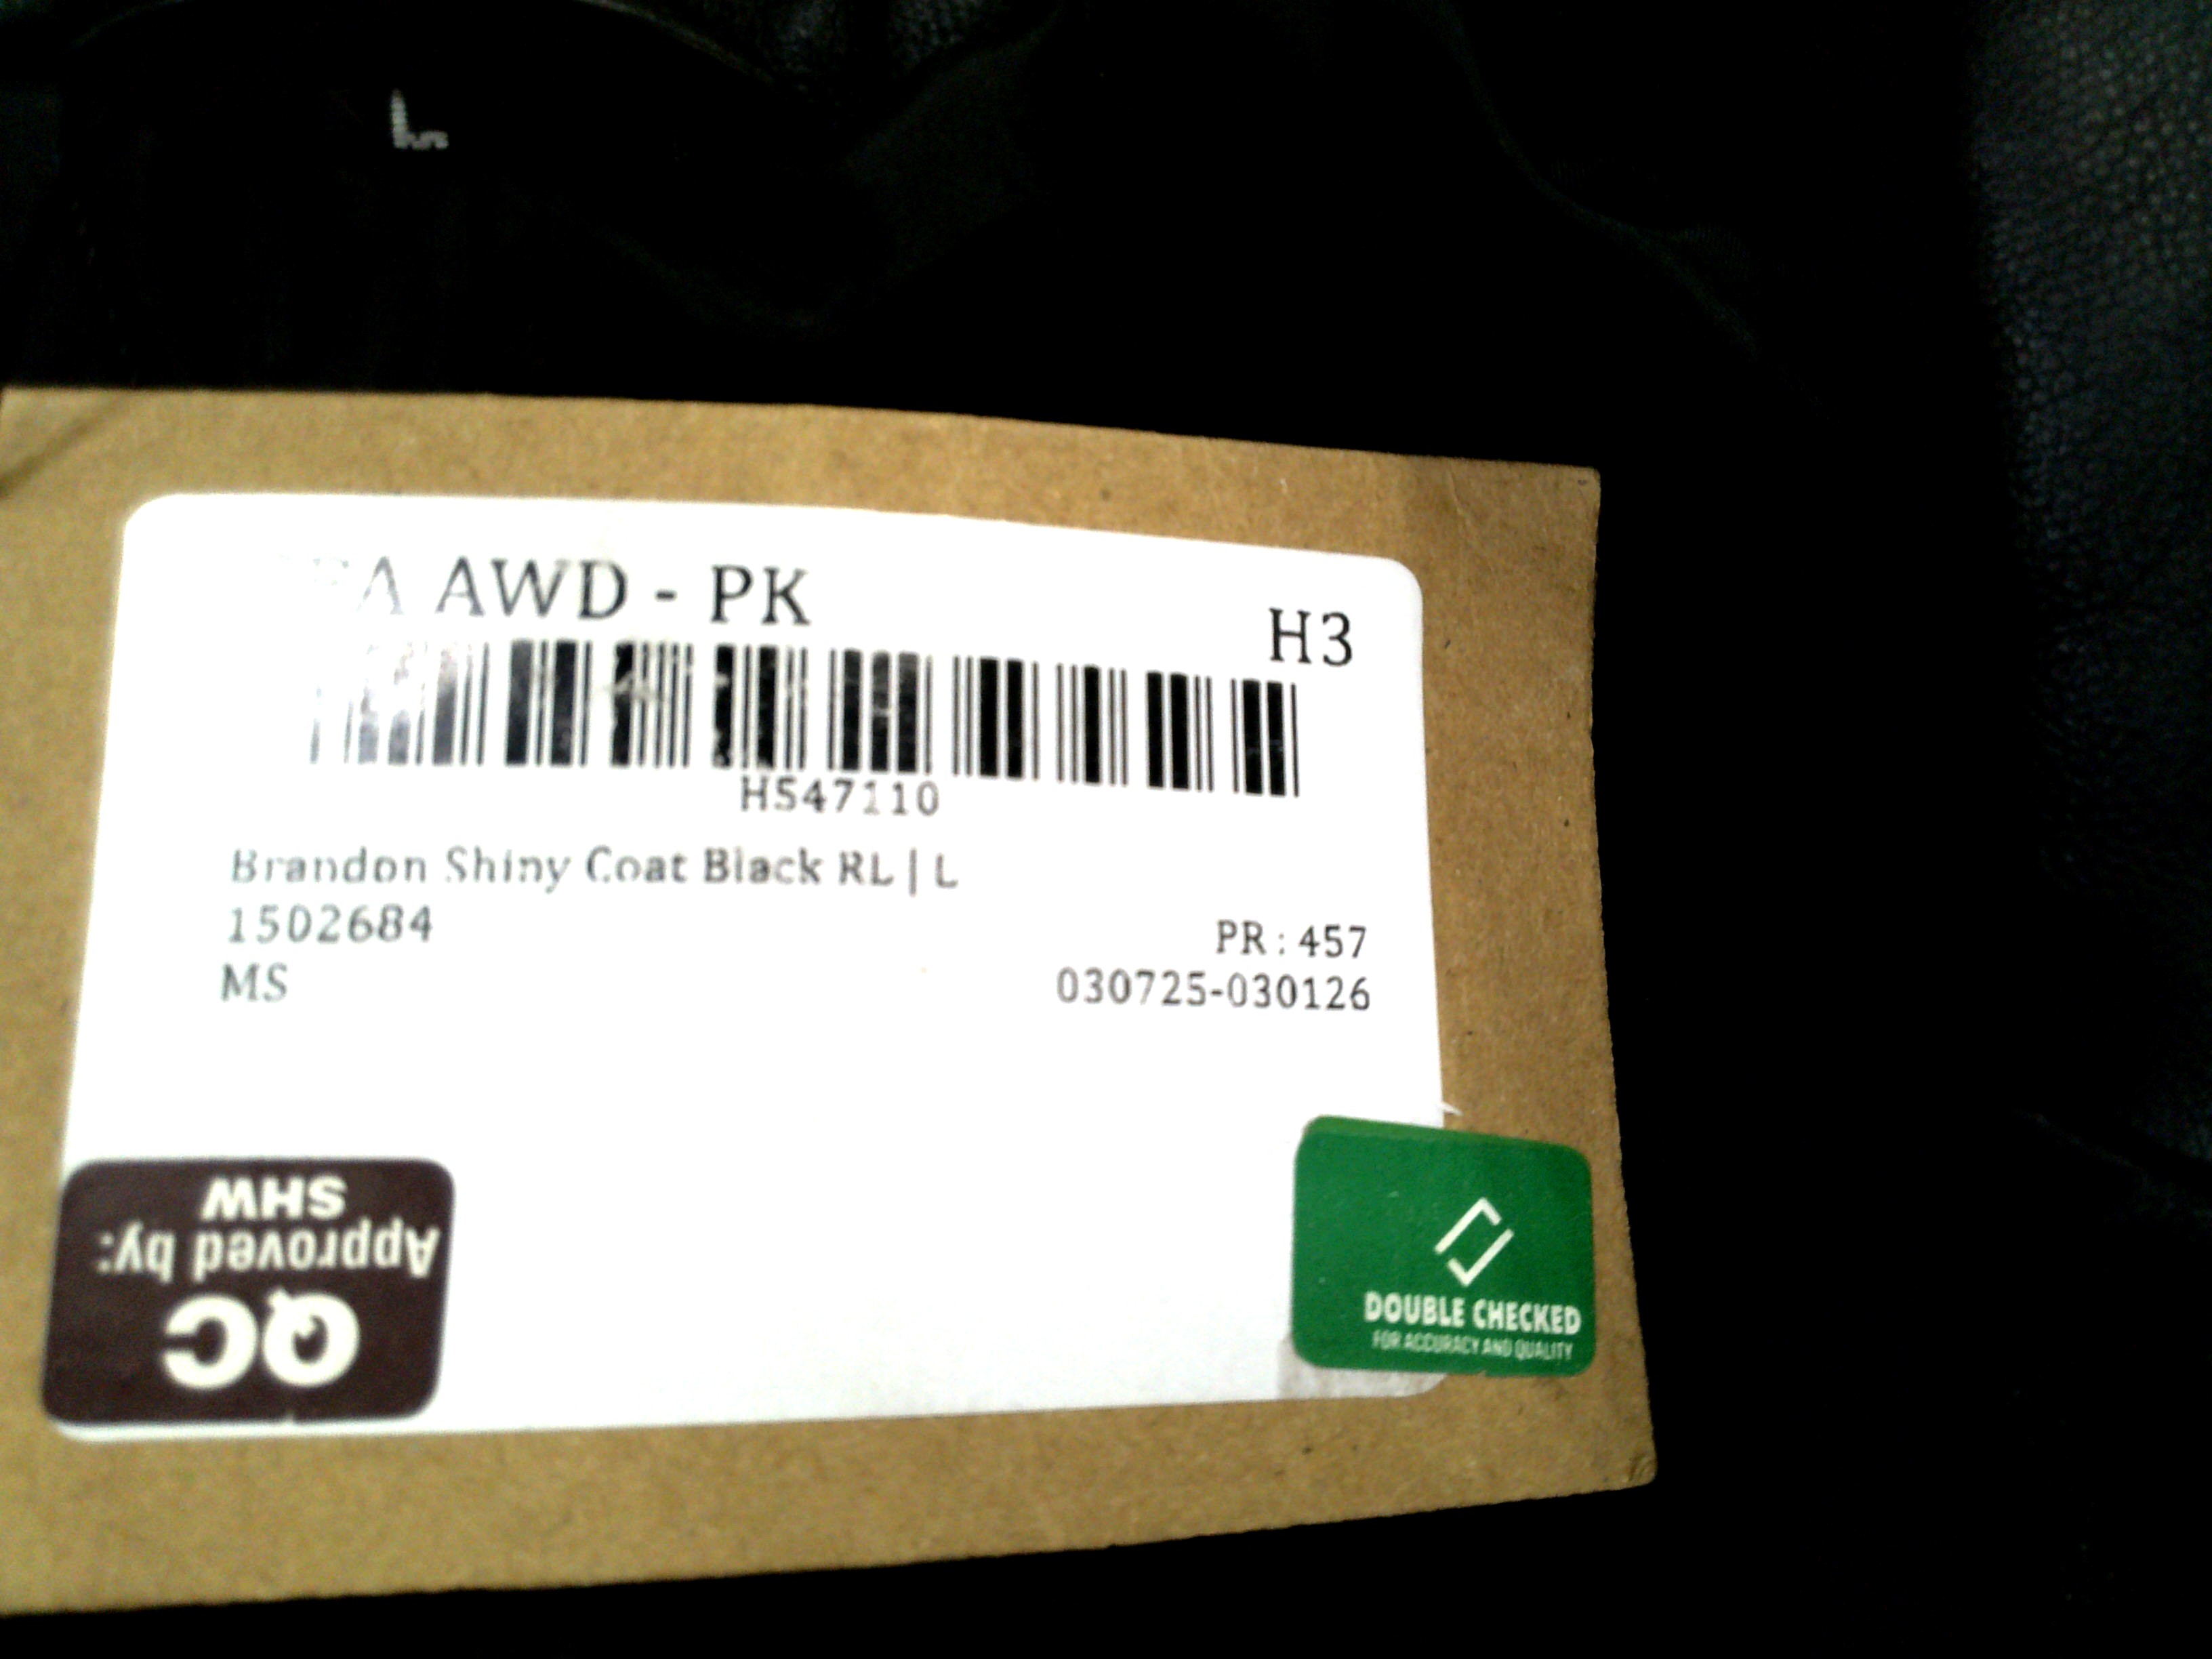 L
AWD - PK
H3
H547110
Brandon Shiny Coat Black RL | L
1502684
PR : 457
MS
030725-030126
QC
Approved by:
SHW
DOUBLE CHECKED
FOR ACCURACY AND QUALITY